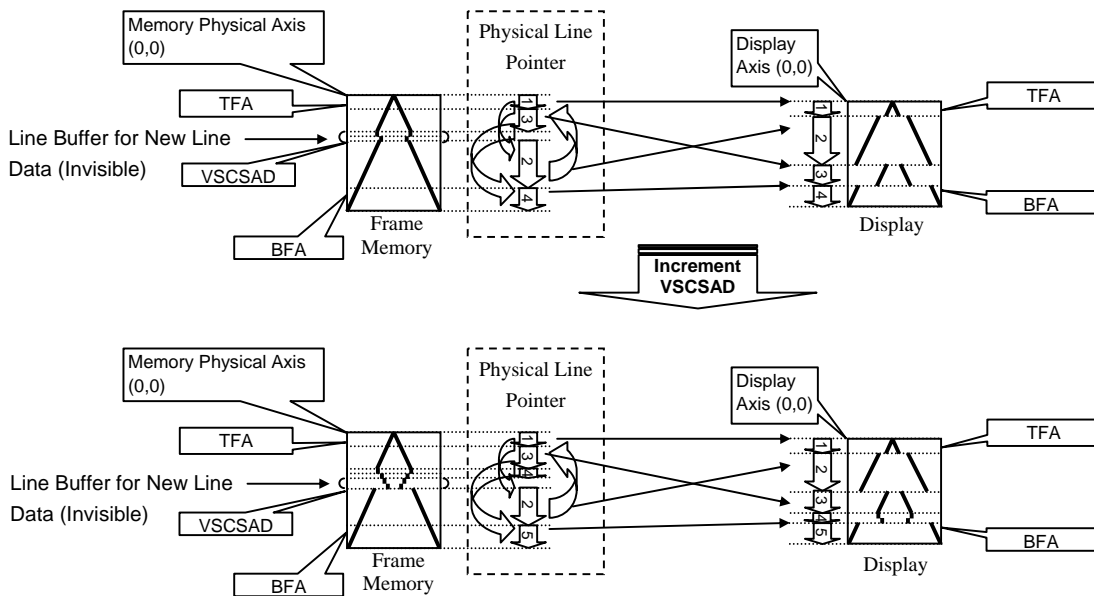 Memory Physical Axis
(0,0)
TFA
Line Buffer for New Line
Data (Invisible)
VSCSAD
BFA
Frame
Memory
Physical Line
Pointer
1
3
2
4
Display
Axis (0,0)
1
2
3
4
TFA
BFA
Display
Increment
VSCSAD
Memory Physical Axis
(0,0)
TFA
Line Buffer for New Line
Data (Invisible)
VSCSAD
BFA
Frame
Memory
Physical Line
Pointer
1
3
4
2
5
Display
Axis (0,0)
1
2
3
4
5
TFA
BFA
Display